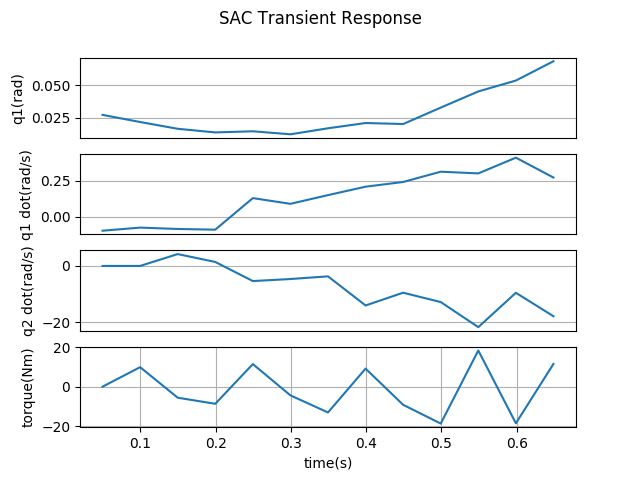 SAC Transient Response
q1(rad)
0.050
0.025
q1 dot(rad/s)
0.25
0.00
q2 dot(rad/s)
0
−20
torque(Nm)
20
0
−20
0.1 0.2 0.3 0.4 0.5 0.6
time(s)